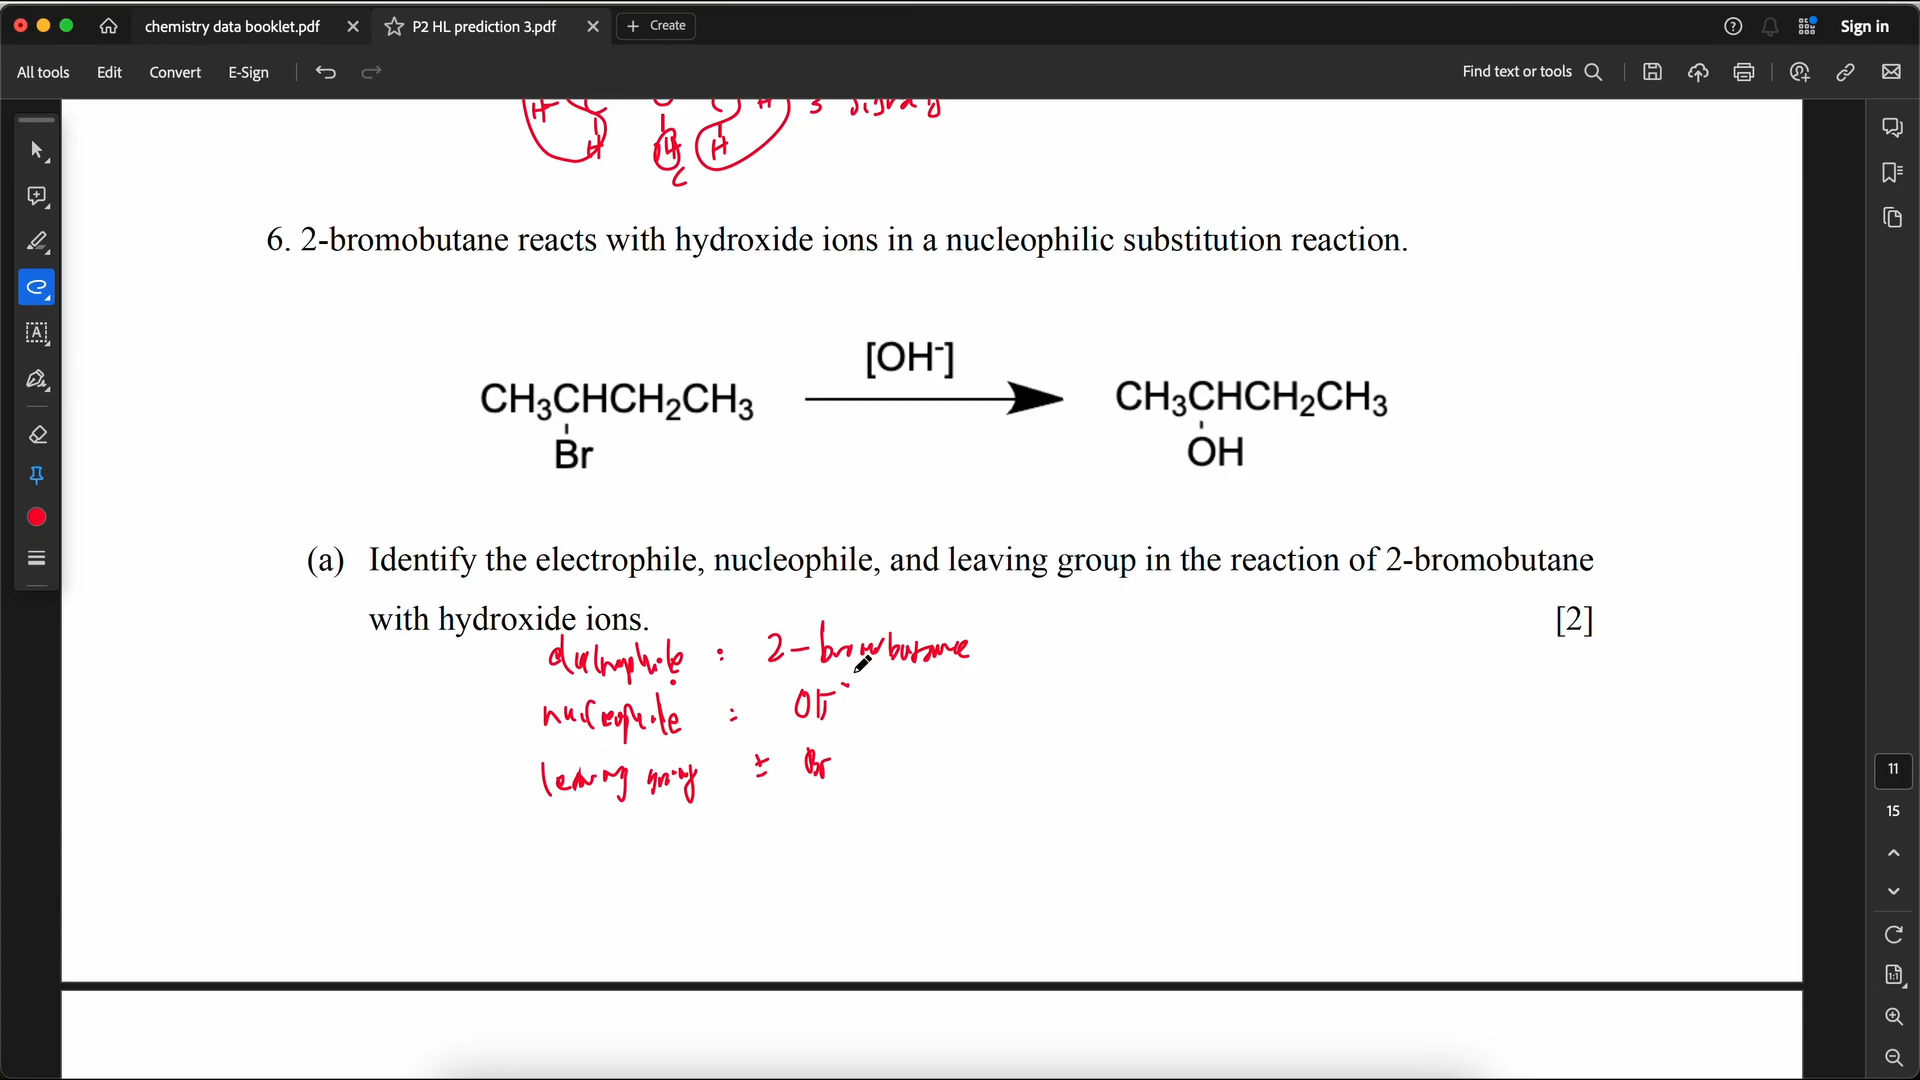 chemistry data booklet.pdf
P2 HL prediction 3.pdf
Create
Sign in
All tools Edit Convert E-Sign
Find text or tools
3 signals
H C C H
H H H
C
6. 2-bromobutane reacts with hydroxide ions in a nucleophilic substitution reaction.
[OH⁻]
CH₃CHCH₂CH₃ CH₃CHCH₂CH₃
Br OH
(a) Identify the electrophile, nucleophile, and leaving group in the reaction of 2-bromobutane
with hydroxide ions. [2]
: 2-bromobutane
nucleophile : OH⁻
leaving group : Br
11
15